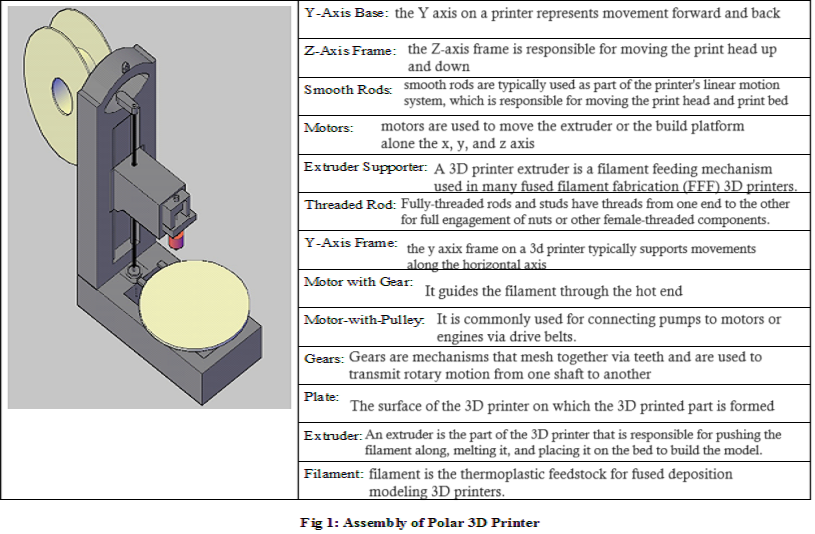 Y-Axis Base: the Y axis on a printer represents movement forward and back
Z-Axis Frame: the Z-axis frame is responsible for moving the print head up
and down
Smooth Rods: smooth rods are typically used as part of the printer's linear motion
system, which is responsible for moving the print head and print bed
Motors: motors are used to move the extruder or the build platform
alone the x, y, and z axis
Extruder Supporter: A 3D printer extruder is a filament feeding mechanism
used in many fused filament fabrication (FFF) 3D printers.
Threaded Rod: Fully-threaded rods and studs have threads from one end to the other
for full engagement of nuts or other female-threaded components.
Y-Axis Frame: the y axix frame on a 3d printer typically supports movements
along the horizontal axis
Motor with Gear: It guides the filament through the hot end
Motor-with-Pulley: It is commonly used for connecting pumps to motors or
engines via drive belts.
Gears: Gears are mechanisms that mesh together via teeth and are used to
transmit rotary motion from one shaft to another
Plate: The surface of the 3D printer on which the 3D printed part is formed
Extruder: An extruder is the part of the 3D printer that is responsible for pushing the
filament along, melting it, and placing it on the bed to build the model.
Filament: filament is the thermoplastic feedstock for fused deposition
modeling 3D printers.
Fig 1: Assembly of Polar 3D Printer